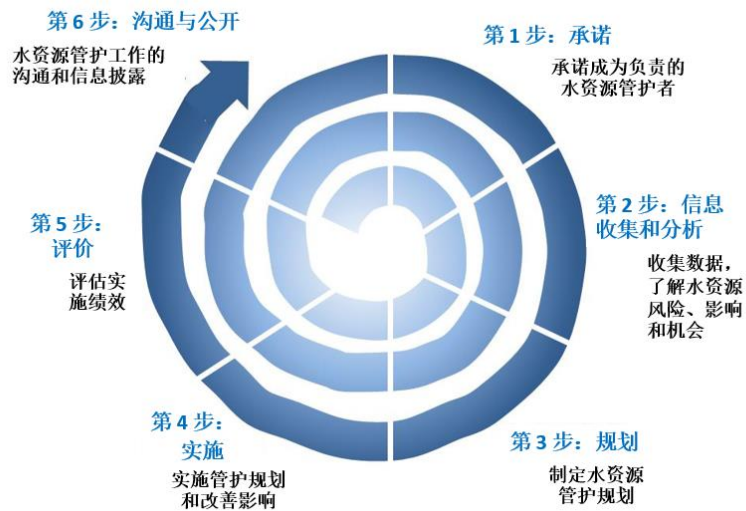 第 6 步：沟通与公开
水资源管护工作的
沟通和信息披露
第 1 步：承诺
承诺成为负责的
水资源管护者
第 2 步：信息
收集和分析
收集数据，
了解水资源
风险、影响
和机会
第 3 步：规划
制定水资源
管护规划
第 4 步：
实施
实施管护规划
和改善影响
第 5 步：
评价
评估实
施绩效